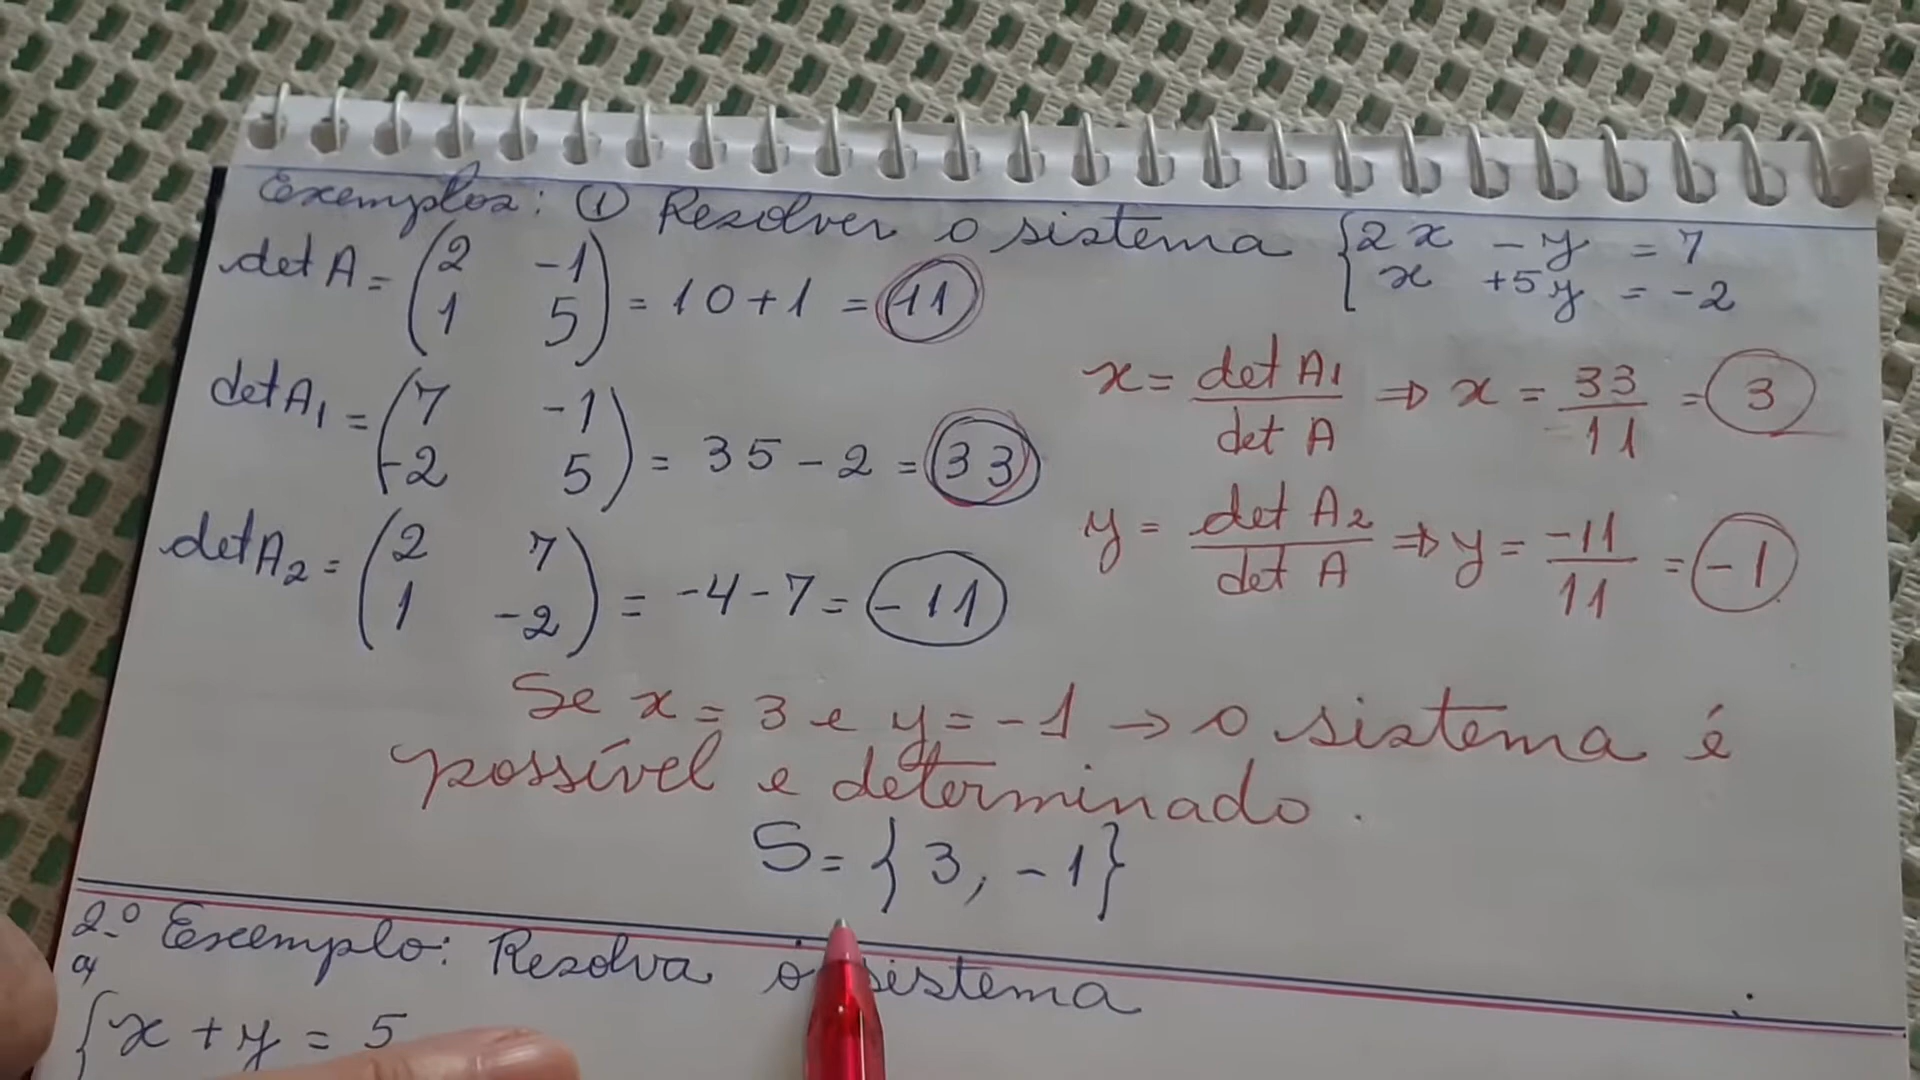 Exemplos: ① Resolver o sistema { 2x - y = 7
x + 5y = -2
det A = ( 2 -1
1 5 ) = 10 + 1 = 11
det A₁ = ( 7 -1
-2 5 ) = 35 - 2 = 33
x = det A₁ / det A ⇒ x = 33 / 11 = 3
det A₂ = ( 2 7
1 -2 ) = -4 - 7 = -11
y = det A₂ / det A ⇒ y = -11 / 11 = -1
Se x = 3 e y = -1 → o sistema é
possível e determinado.
S = { 3, -1 }
2º Exemplo: Resolva o sistema
a)
{ x + y = 5